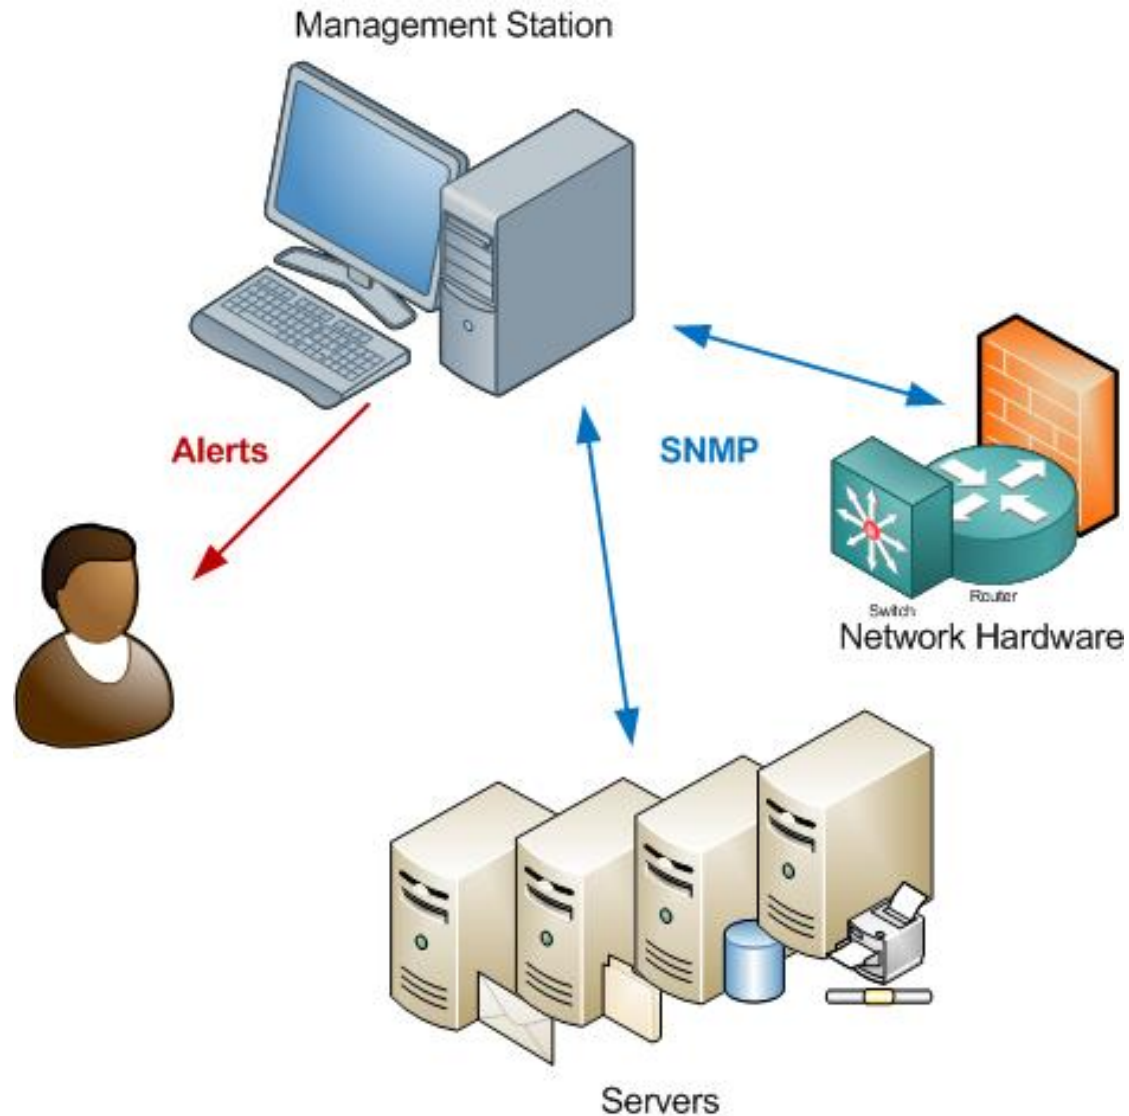 Management Station
Alerts
SNMP
Switch
Router
Network Hardware
Servers